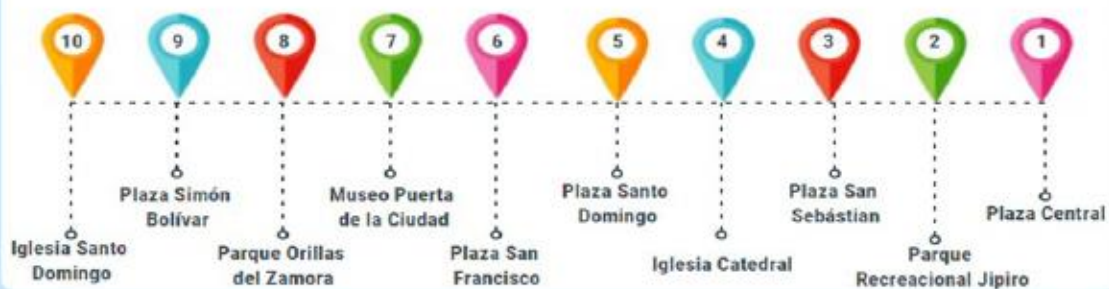 10 9 8 7 6 5 4 3 2 1
Iglesia Santo
Domingo
Plaza Simón
Bolívar
Parque Orillas
del Zamora
Museo Puerta
de la Ciudad
Plaza San
Francisco
Plaza Santo
Domingo
Iglesia Catedral
Plaza San
Sebástian
Parque
Recreacional Jipiro
Plaza Central